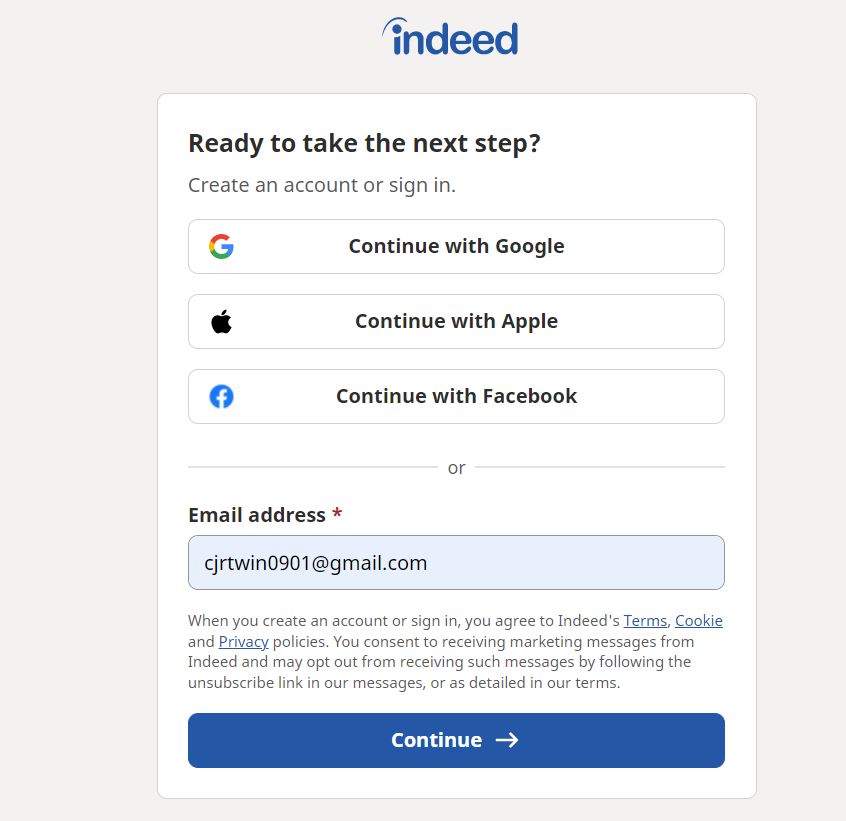 indeed
Ready to take the next step?
Create an account or sign in.
Continue with Google
Continue with Apple
Continue with Facebook
or
Email address *
cjrtwin0901@gmail.com
When you create an account or sign in, you agree to Indeed's Terms, Cookie
and Privacy policies. You consent to receiving marketing messages from
Indeed and may opt out from receiving such messages by following the
unsubscribe link in our messages, or as detailed in our terms.
Continue →